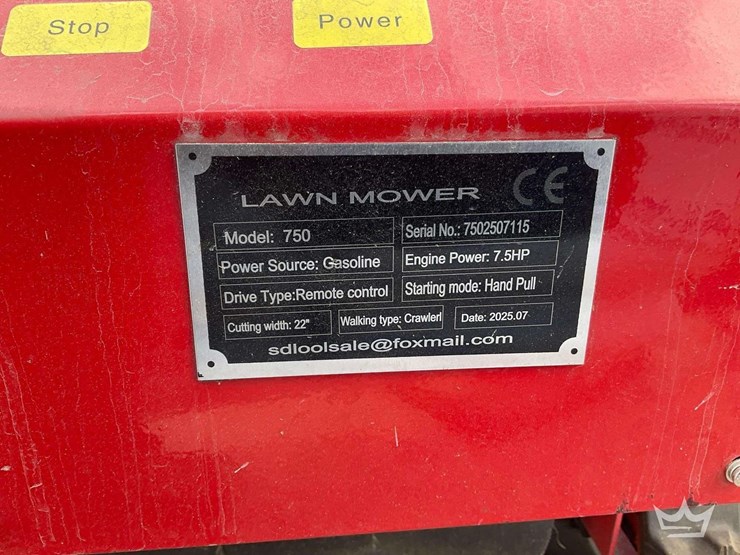 Stop
Power
LAWN MOWER CE
Model: 750
Serial No.: 7502507115
Power Source: Gasoline
Engine Power: 7.5HP
Drive Type:Remote control
Starting mode: Hand Pull
Cutting width: 22"
Walking type: Crawlerl
Date: 2025.07
sdloolsale@foxmail.com